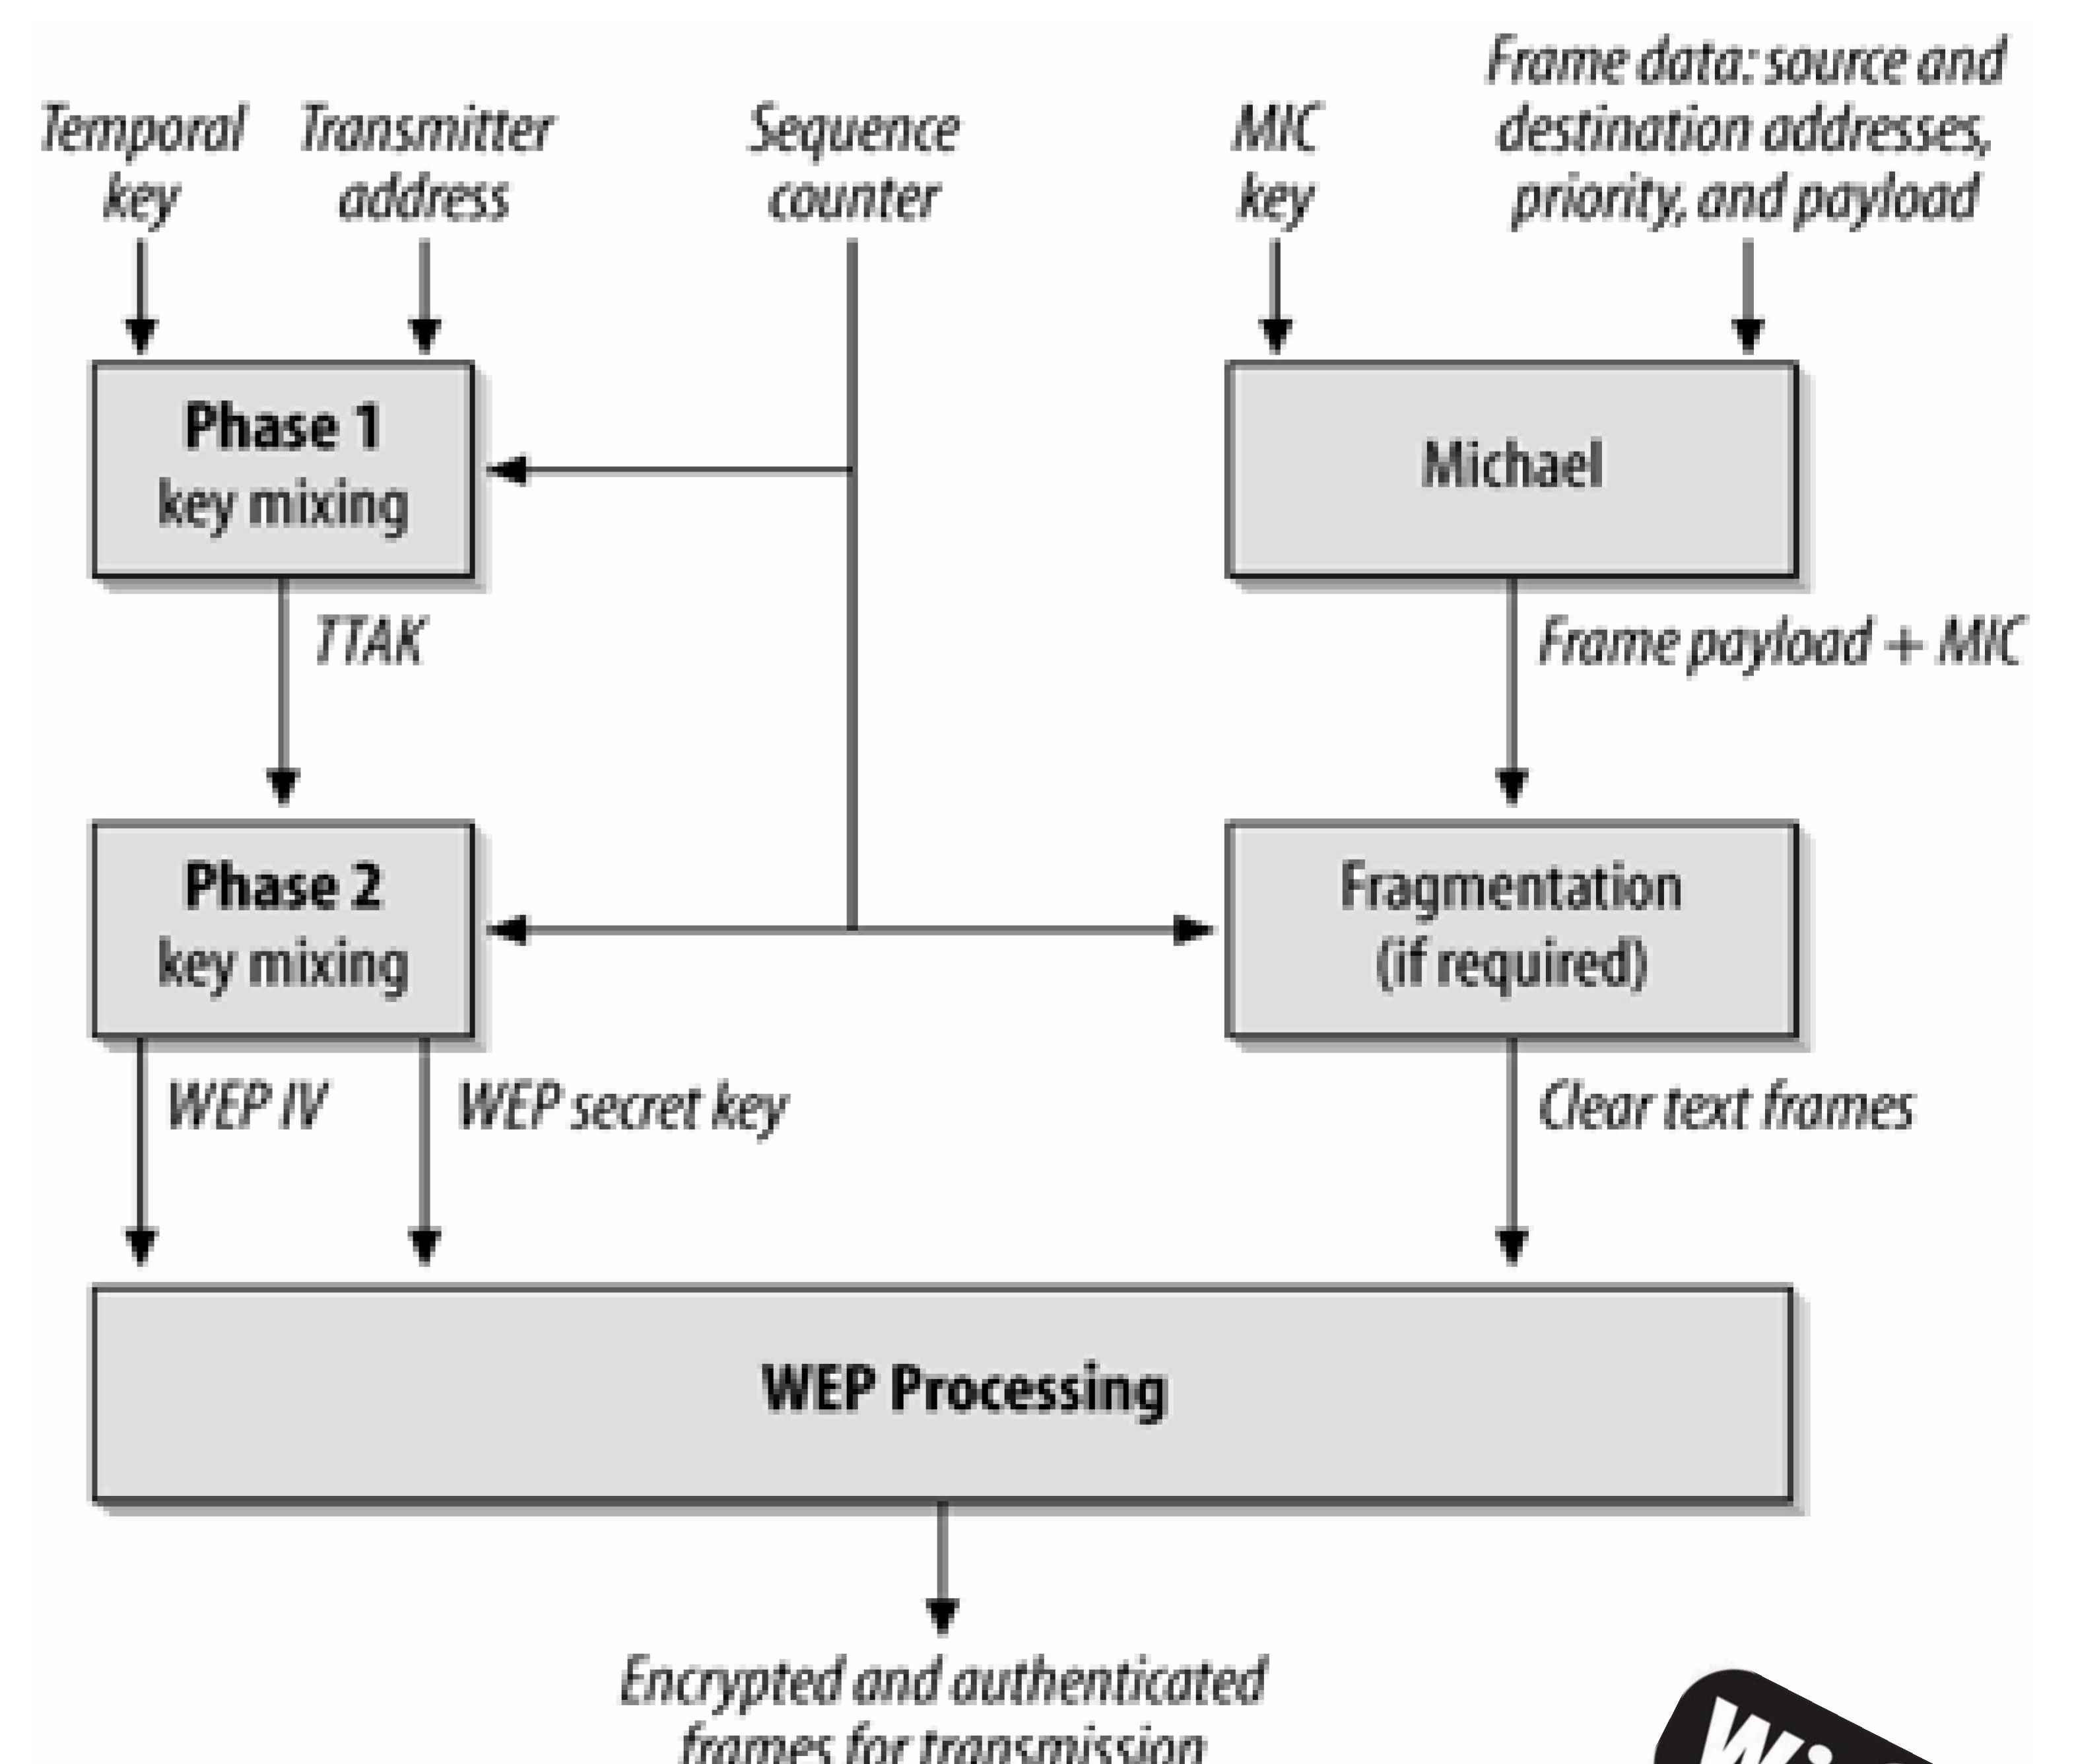 Temporal
key
Transmitter
address
Sequence
counter
MIC
key
Frame data: source and
destination addresses,
priority, and payload
Phase 1
key mixing
Michael
TTAK
Frame payload + MIC
Phase 2
key mixing
Fragmentation
(if required)
WEP IV
WEP secret key
Clear text frames
WEP Processing
Encrypted and authenticated
frames for transmission